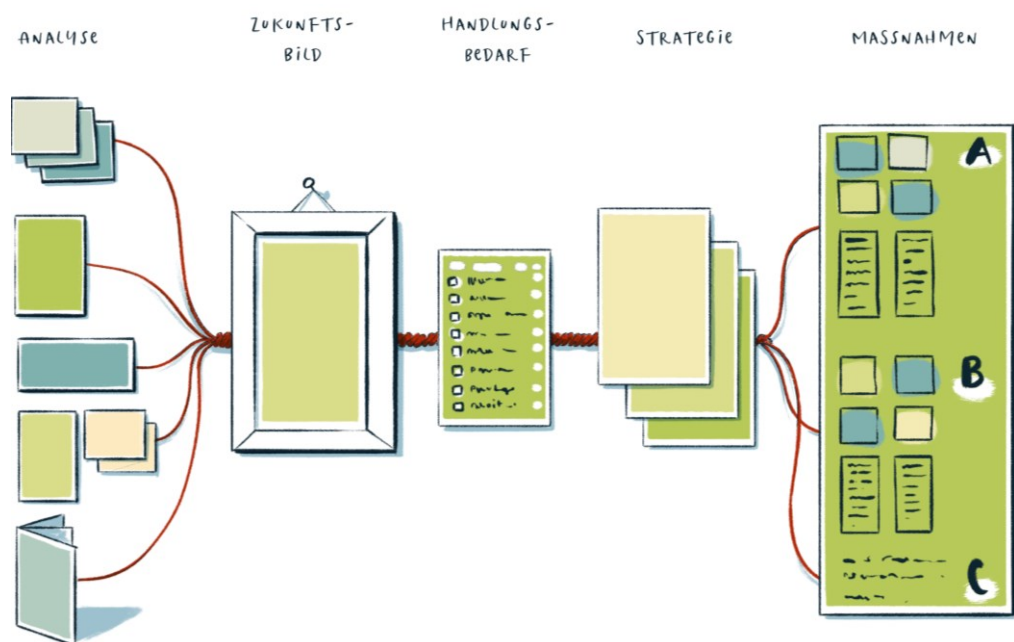 ANALYSE
ZUKUNFTS-
BILD
HANDLUNGS-
BEDARF
STRATEGIE
MASSNAHMEN
A
B
C